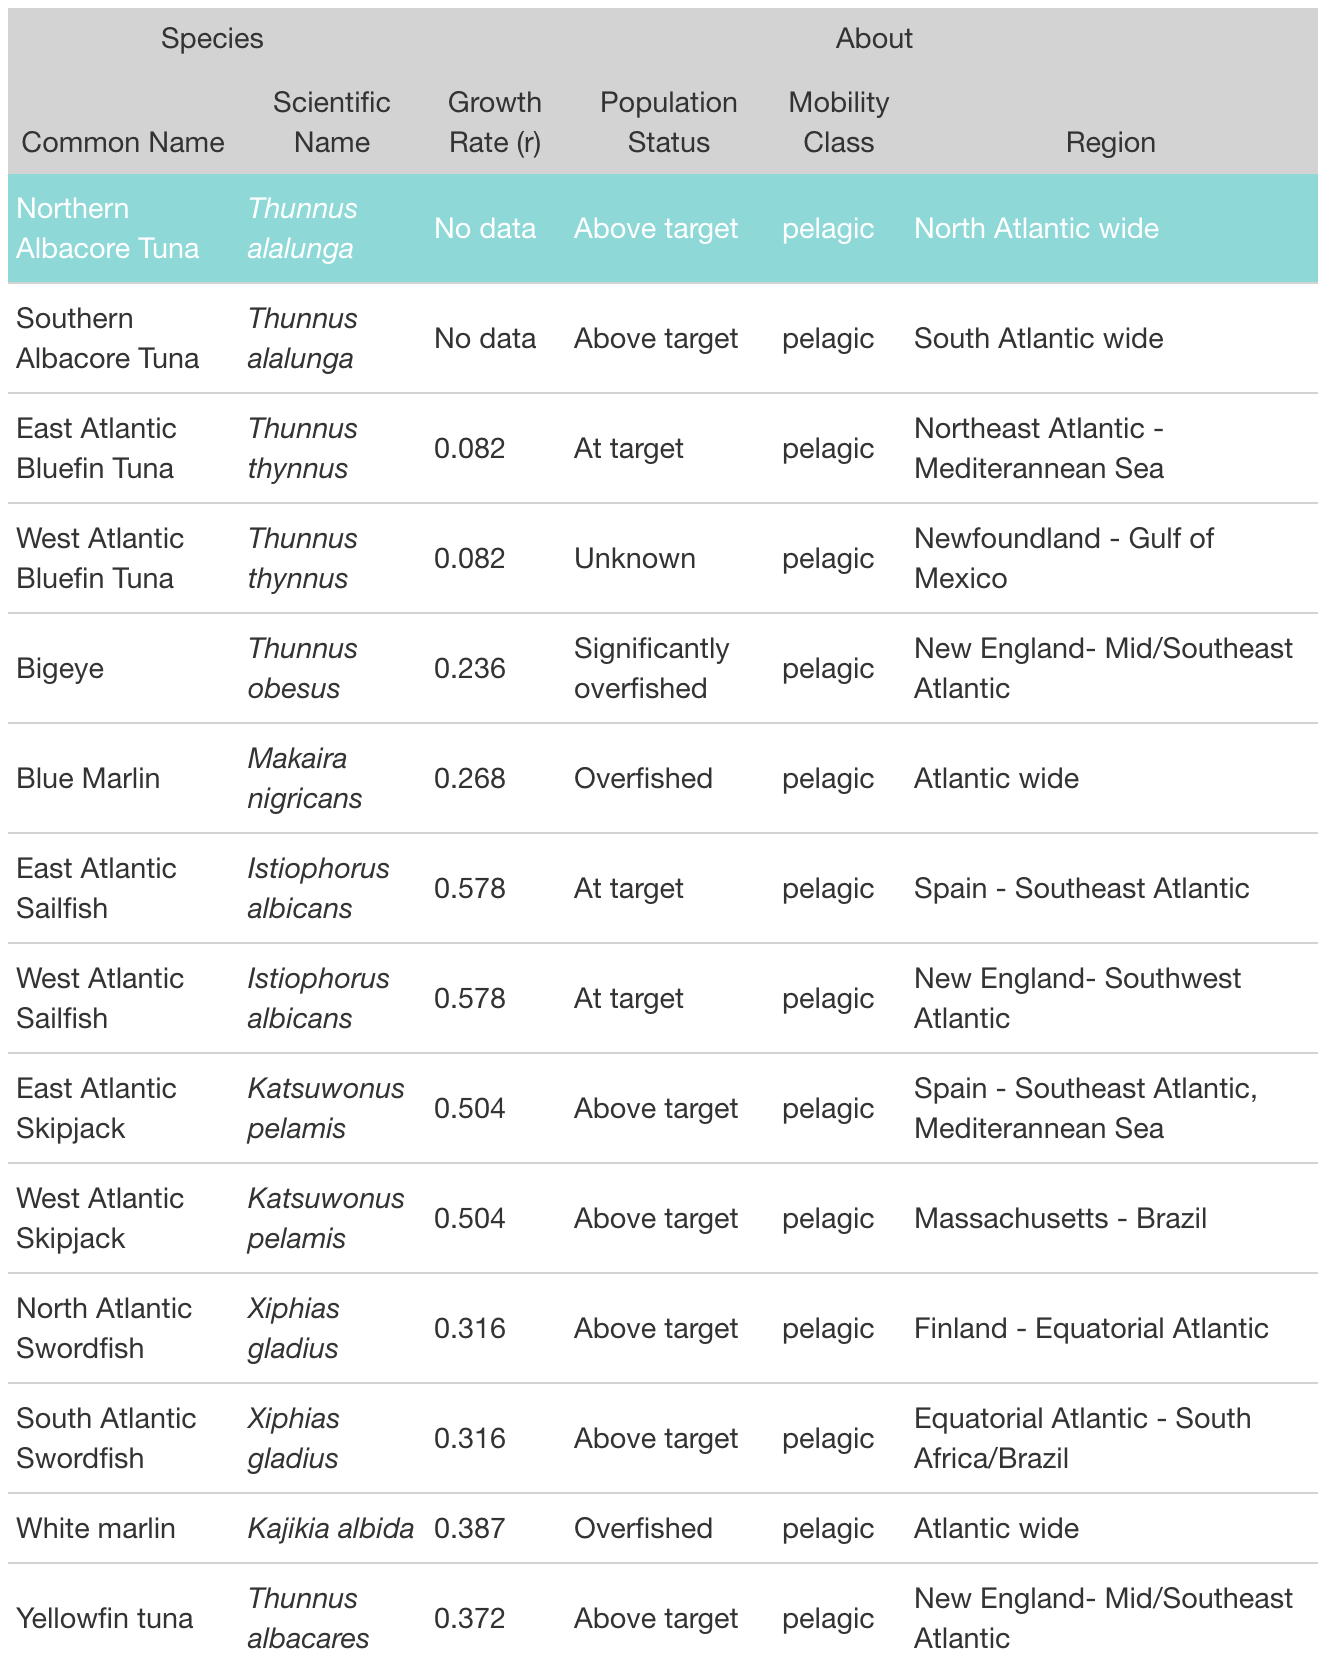 Species About
Common Name Scientific Name Growth Rate (r) Population Status Mobility Class Region
Northern Albacore Tuna Thunnus alalunga No data Above target pelagic North Atlantic wide
Southern Albacore Tuna Thunnus alalunga No data Above target pelagic South Atlantic wide
East Atlantic Bluefin Tuna Thunnus thynnus 0.082 At target pelagic Northeast Atlantic - Mediterannean Sea
West Atlantic Bluefin Tuna Thunnus thynnus 0.082 Unknown pelagic Newfoundland - Gulf of Mexico
Bigeye Thunnus obesus 0.236 Significantly overfished pelagic New England- Mid/Southeast Atlantic
Blue Marlin Makaira nigricans 0.268 Overfished pelagic Atlantic wide
East Atlantic Sailfish Istiophorus albicans 0.578 At target pelagic Spain - Southeast Atlantic
West Atlantic Sailfish Istiophorus albicans 0.578 At target pelagic New England- Southwest Atlantic
East Atlantic Skipjack Katsuwonus pelamis 0.504 Above target pelagic Spain - Southeast Atlantic, Mediterannean Sea
West Atlantic Skipjack Katsuwonus pelamis 0.504 Above target pelagic Massachusetts - Brazil
North Atlantic Swordfish Xiphias gladius 0.316 Above target pelagic Finland - Equatorial Atlantic
South Atlantic Swordfish Xiphias gladius 0.316 Above target pelagic Equatorial Atlantic - South Africa/Brazil
White marlin Kajikia albida 0.387 Overfished pelagic Atlantic wide
Yellowfin tuna Thunnus albacares 0.372 Above target pelagic New England- Mid/Southeast Atlantic